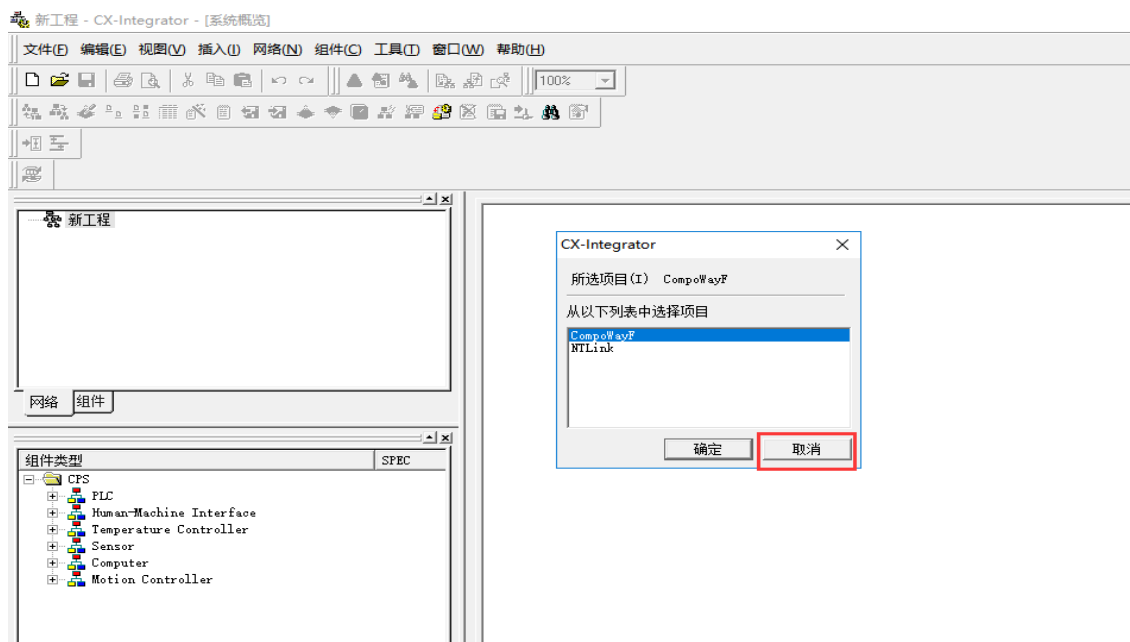 新工程 - CX-Integrator - [系统概览]
文件(F) 编辑(E) 视图(V) 插入(I) 网络(N) 组件(C) 工具(T) 窗口(W) 帮助(H)
100%
新工程
网络 组件
组件类型 SPEC
CPS
PLC
Human-Machine Interface
Temperature Controller
Sensor
Computer
Motion Controller
CX-Integrator
所选项目(I) CompoWayF
从以下列表中选择项目
CompoWayF
NTLink
确定 取消